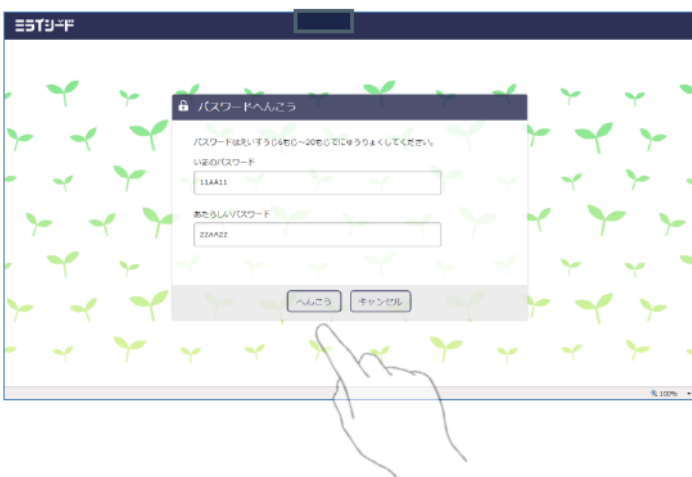 ミライシード
パスワードへんこう
パスワードはえいすうじ6もじ～20もじでにゅうりょくしてください。
いまのパスワード
11AA11
あたらしいパスワード
22AA22
へんこう
キャンセル
100%